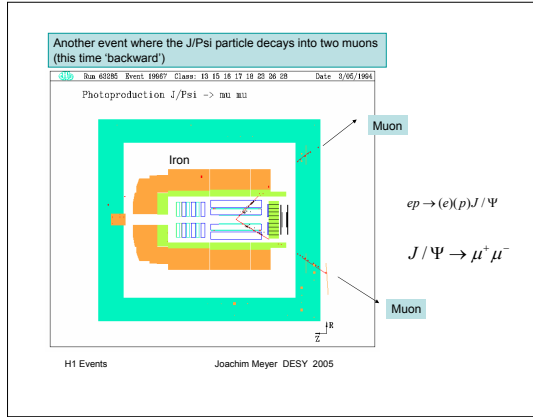 Another event where the J/Psi particle decays into two muons
(this time ‘backward’)
Run 63285 Event 19967 Class: 13 15 16 17 18 23 26 28 Date 3/05/1994
Photoproduction J/Psi -> mu mu
Muon
Iron
ep → (e)(p)J / Ψ
J / Ψ → μ⁺ μ⁻
Muon
R
Z
H1 Events Joachim Meyer DESY 2005